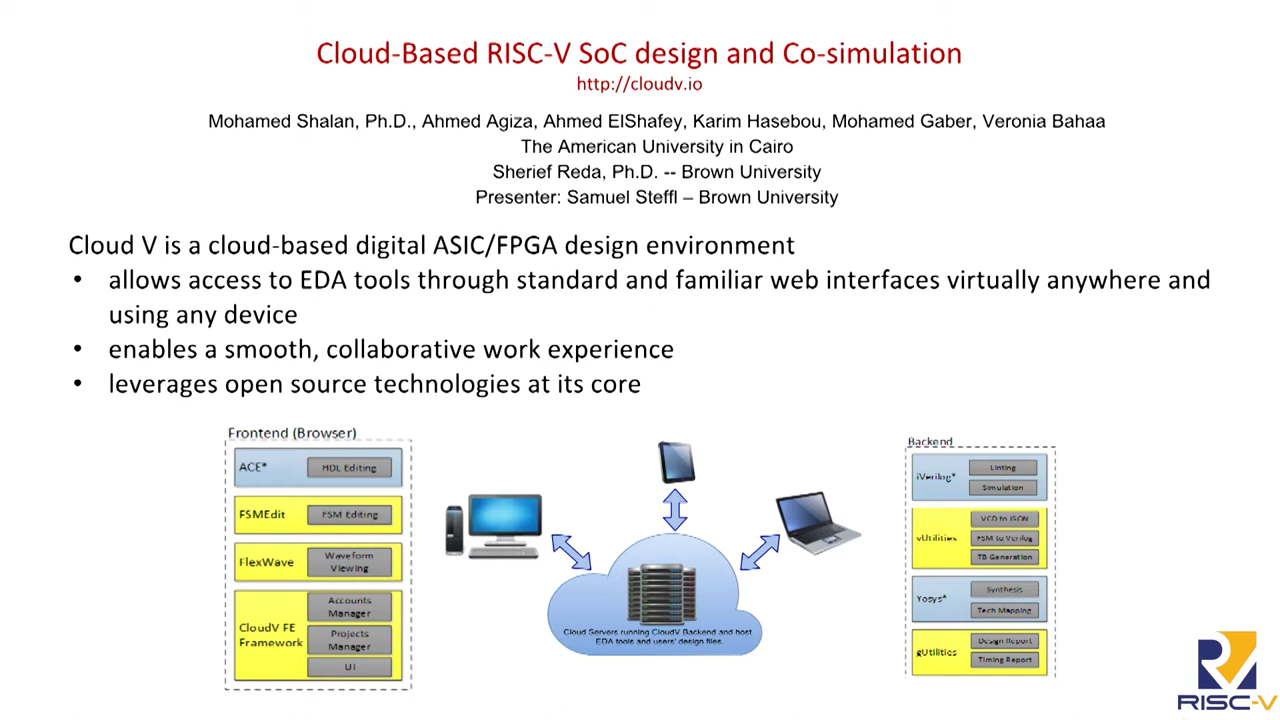 Cloud-Based RISC-V SoC design and Co-simulation
http://cloudv.io
Mohamed Shalan, Ph.D., Ahmed Agiza, Ahmed ElShafey, Karim Hasebou, Mohamed Gaber, Veronia Bahaa
The American University in Cairo
Sherief Reda, Ph.D. -- Brown University
Presenter: Samuel Steffl – Brown University
Cloud V is a cloud-based digital ASIC/FPGA design environment
• allows access to EDA tools through standard and familiar web interfaces virtually anywhere and
using any device
• enables a smooth, collaborative work experience
• leverages open source technologies at its core
Frontend (Browser)
ACE*
HDL Editing
FSMEdit
FSM Editing
FlexWave
Waveform
Viewing
CloudV FE
Framework
Accounts
Manager
Projects
Manager
UI
Cloud Servers running CloudV Backend and host
EDA tools and users' design files
Backend
iVerilog*
Linting
Simulation
vUtilities
VCD to JSON
FSM to Verilog
TB Generation
Yosys*
Synthesis
Tech Mapping
gUtilities
Design Report
Timing Report
RISC-V